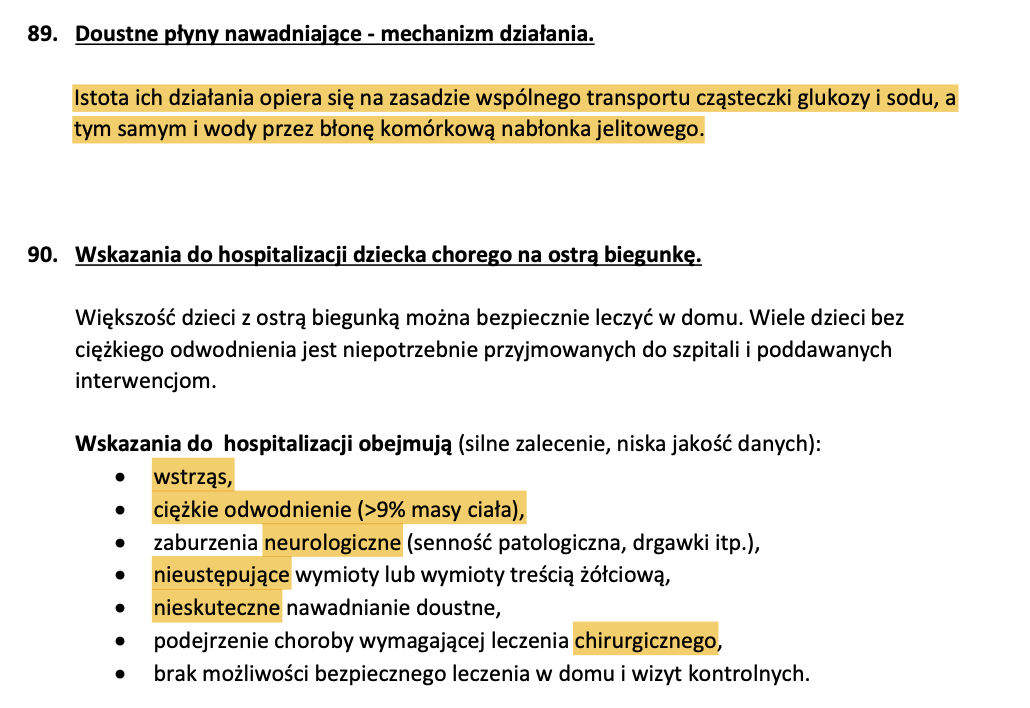 89. Doustne płyny nawadniające - mechanizm działania.
Istota ich działania opiera się na zasadzie wspólnego transportu cząsteczki glukozy i sodu, a
tym samym i wody przez błonę komórkową nabłonka jelitowego.
90. Wskazania do hospitalizacji dziecka chorego na ostrą biegunkę.
Większość dzieci z ostrą biegunką można bezpiecznie leczyć w domu. Wiele dzieci bez
ciężkiego odwodnienia jest niepotrzebnie przyjmowanych do szpitali i poddawanych
interwencjom.
Wskazania do  hospitalizacji obejmują (silne zalecenie, niska jakość danych):
• wstrząs,
• ciężkie odwodnienie (>9% masy ciała),
• zaburzenia neurologiczne (senność patologiczna, drgawki itp.),
• nieustępujące wymioty lub wymioty treścią żółciową,
• nieskuteczne nawadnianie doustne,
• podejrzenie choroby wymagającej leczenia chirurgicznego,
• brak możliwości bezpiecznego leczenia w domu i wizyt kontrolnych.